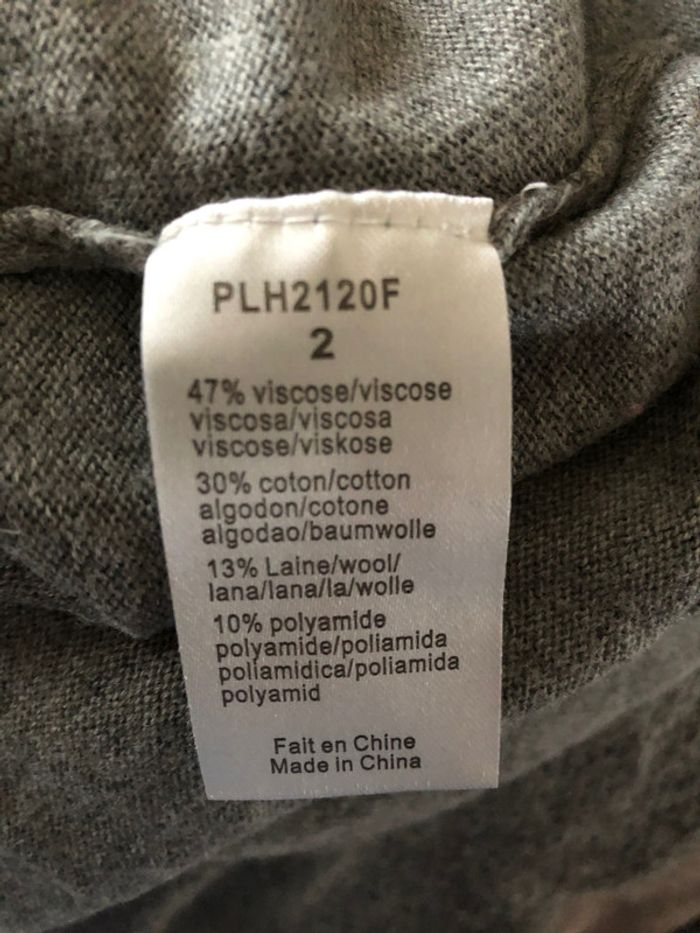 PLH2120F
2
47% viscose/viscose
viscosa/viscosa
viscose/viskose
30% coton/cotton
algodon/cotone
algodao/baumwolle
13% Laine/wool/
lana/lana/la/wolle
10% polyamide
polyamide/poliamida
poliamidica/poliamida
polyamid
Fait en Chine
Made in China